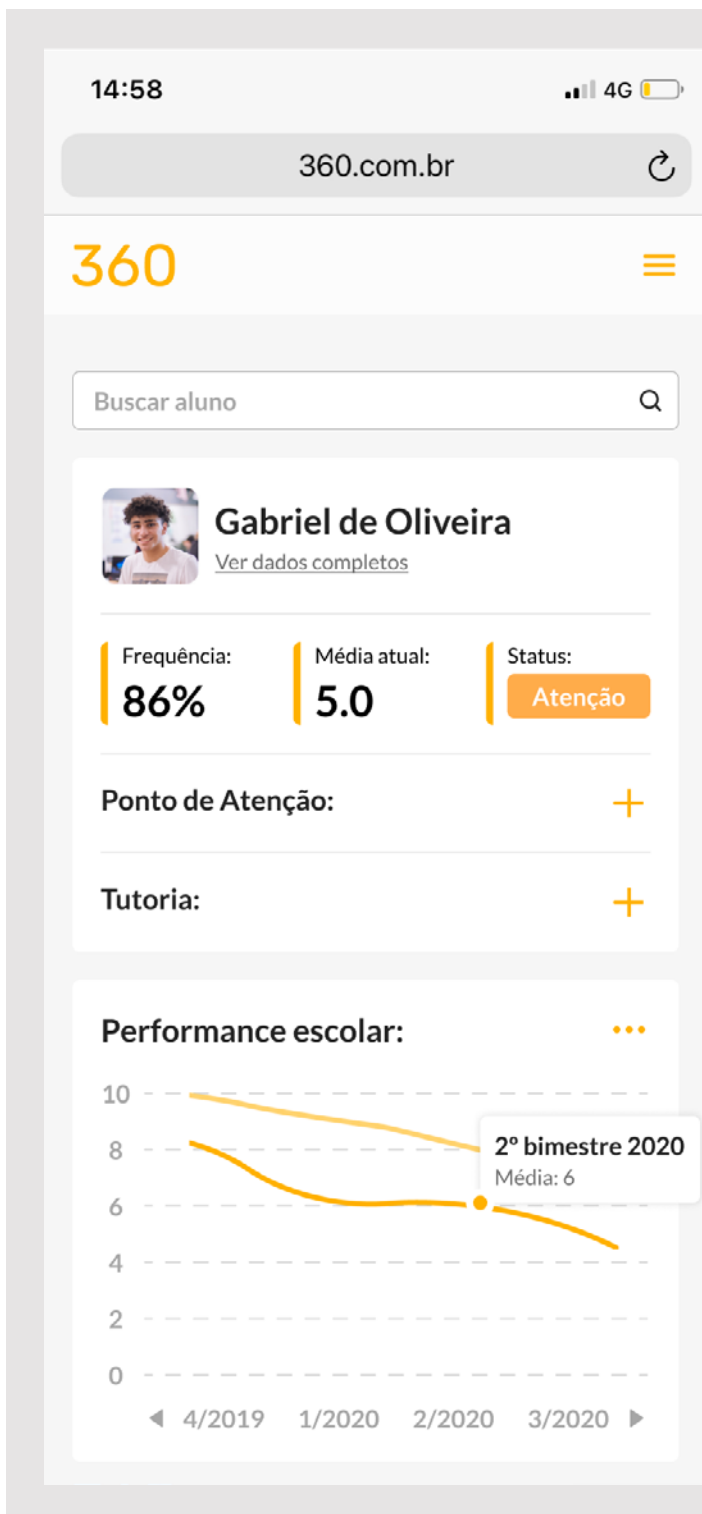 14:58 4G
360.com.br
360
Buscar aluno
Gabriel de Oliveira
Ver dados completos
Frequência: Média atual: Status:
86% 5.0 Atenção
Ponto de Atenção:
Tutoria:
Performance escolar:
10
8
2º bimestre 2020
Média: 6
6
4
2
0
4/2019 1/2020 2/2020 3/2020